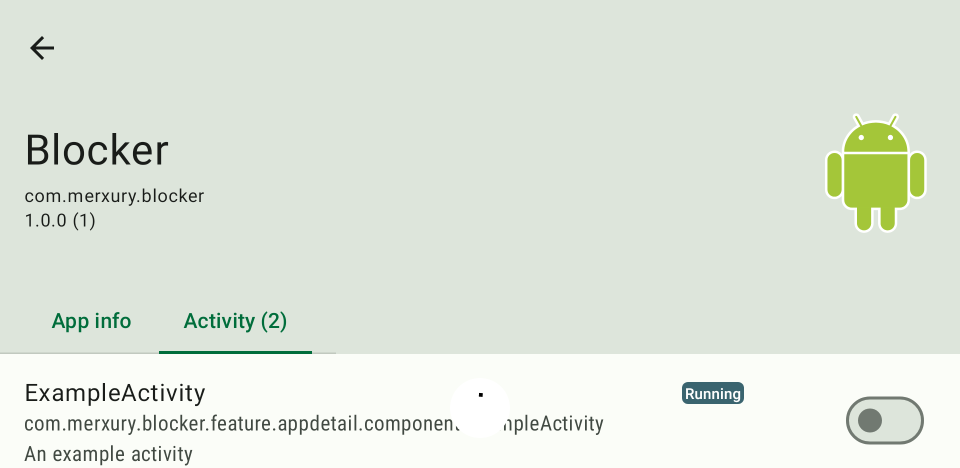 Blocker
com.merxury.blocker
1.0.0 (1)
App info
Activity (2)
ExampleActivity
Running
com.merxury.blocker.feature.appdetail.componen
An example activity